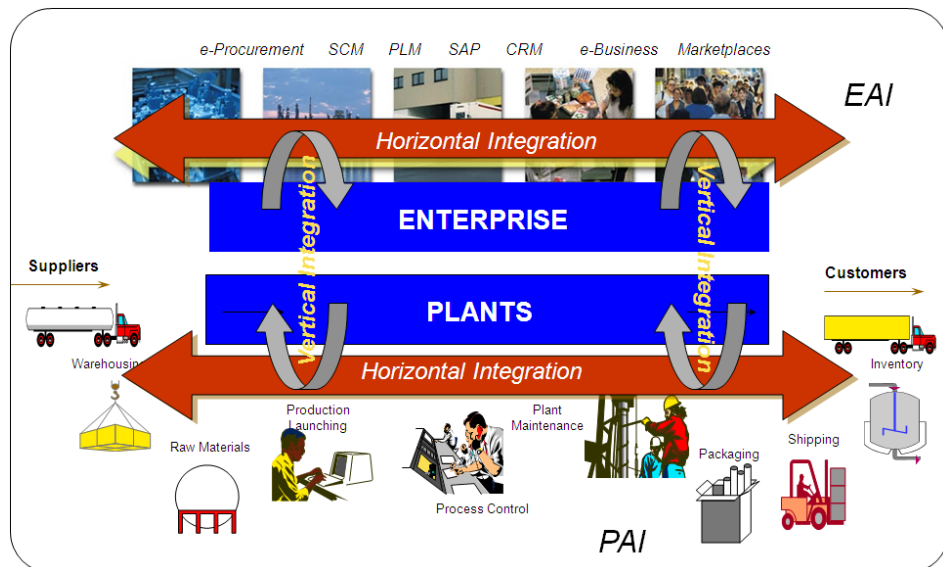 e-Procurement SCM PLM SAP CRM e-Business Marketplaces
EAI
Horizontal Integration
Vertical Integration
Vertical Integration
ENTERPRISE
Suppliers
Customers
PLANTS
Warehousing
Horizontal Integration
Inventory
Production
Launching
Plant
Maintenance
Raw Materials
Packaging
Shipping
Process Control
PAI